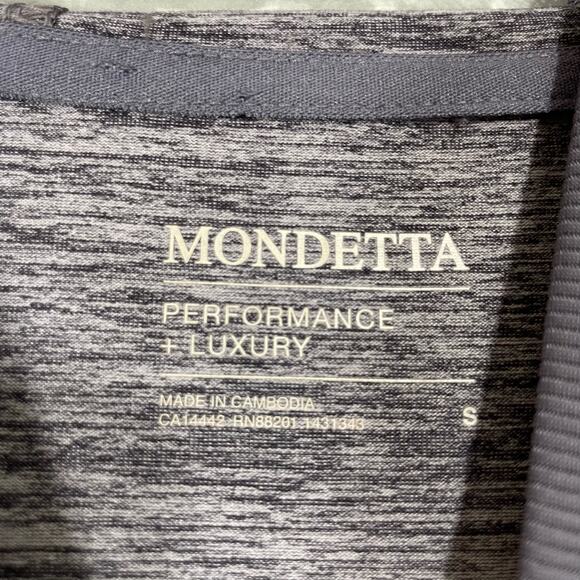 MONDETTA
PERFORMANCE
+ LUXURY
MADE IN CAMBODIA
CA14442 RN88201 1431343
S